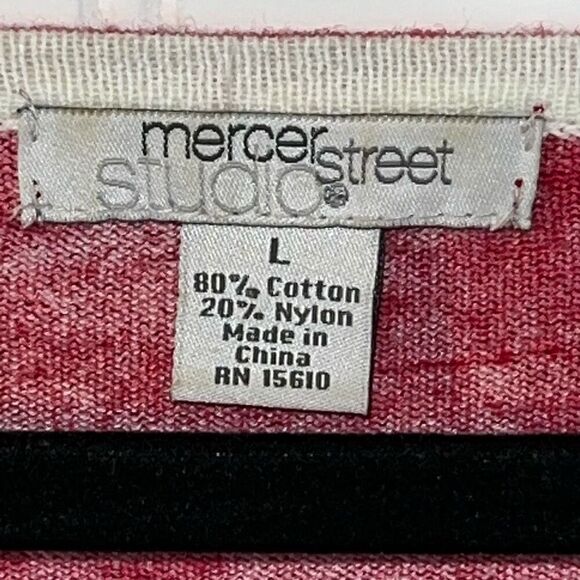 mercer street
studio
L
80% Cotton
20% Nylon
Made in
China
RN 15610